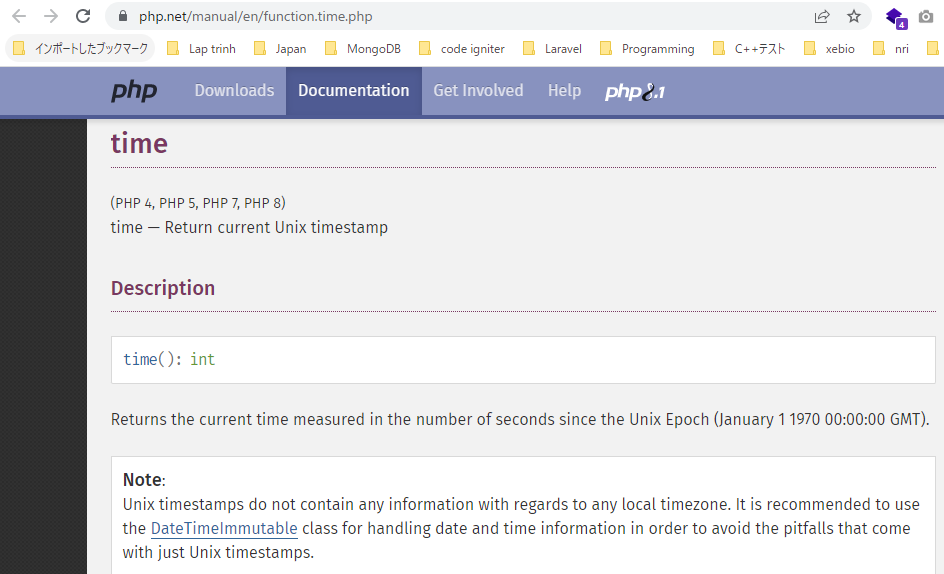 php.net/manual/en/function.time.php
4
インポートしたブックマーク Lap trinh Japan MongoDB code igniter Laravel Programming C++テスト xebio nri
php Downloads Documentation Get Involved Help php8.1
time
(PHP 4, PHP 5, PHP 7, PHP 8)
time — Return current Unix timestamp
Description
time(): int
Returns the current time measured in the number of seconds since the Unix Epoch (January 1 1970 00:00:00 GMT).
Note:
Unix timestamps do not contain any information with regards to any local timezone. It is recommended to use
the DateTimeImmutable class for handling date and time information in order to avoid the pitfalls that come
with just Unix timestamps.